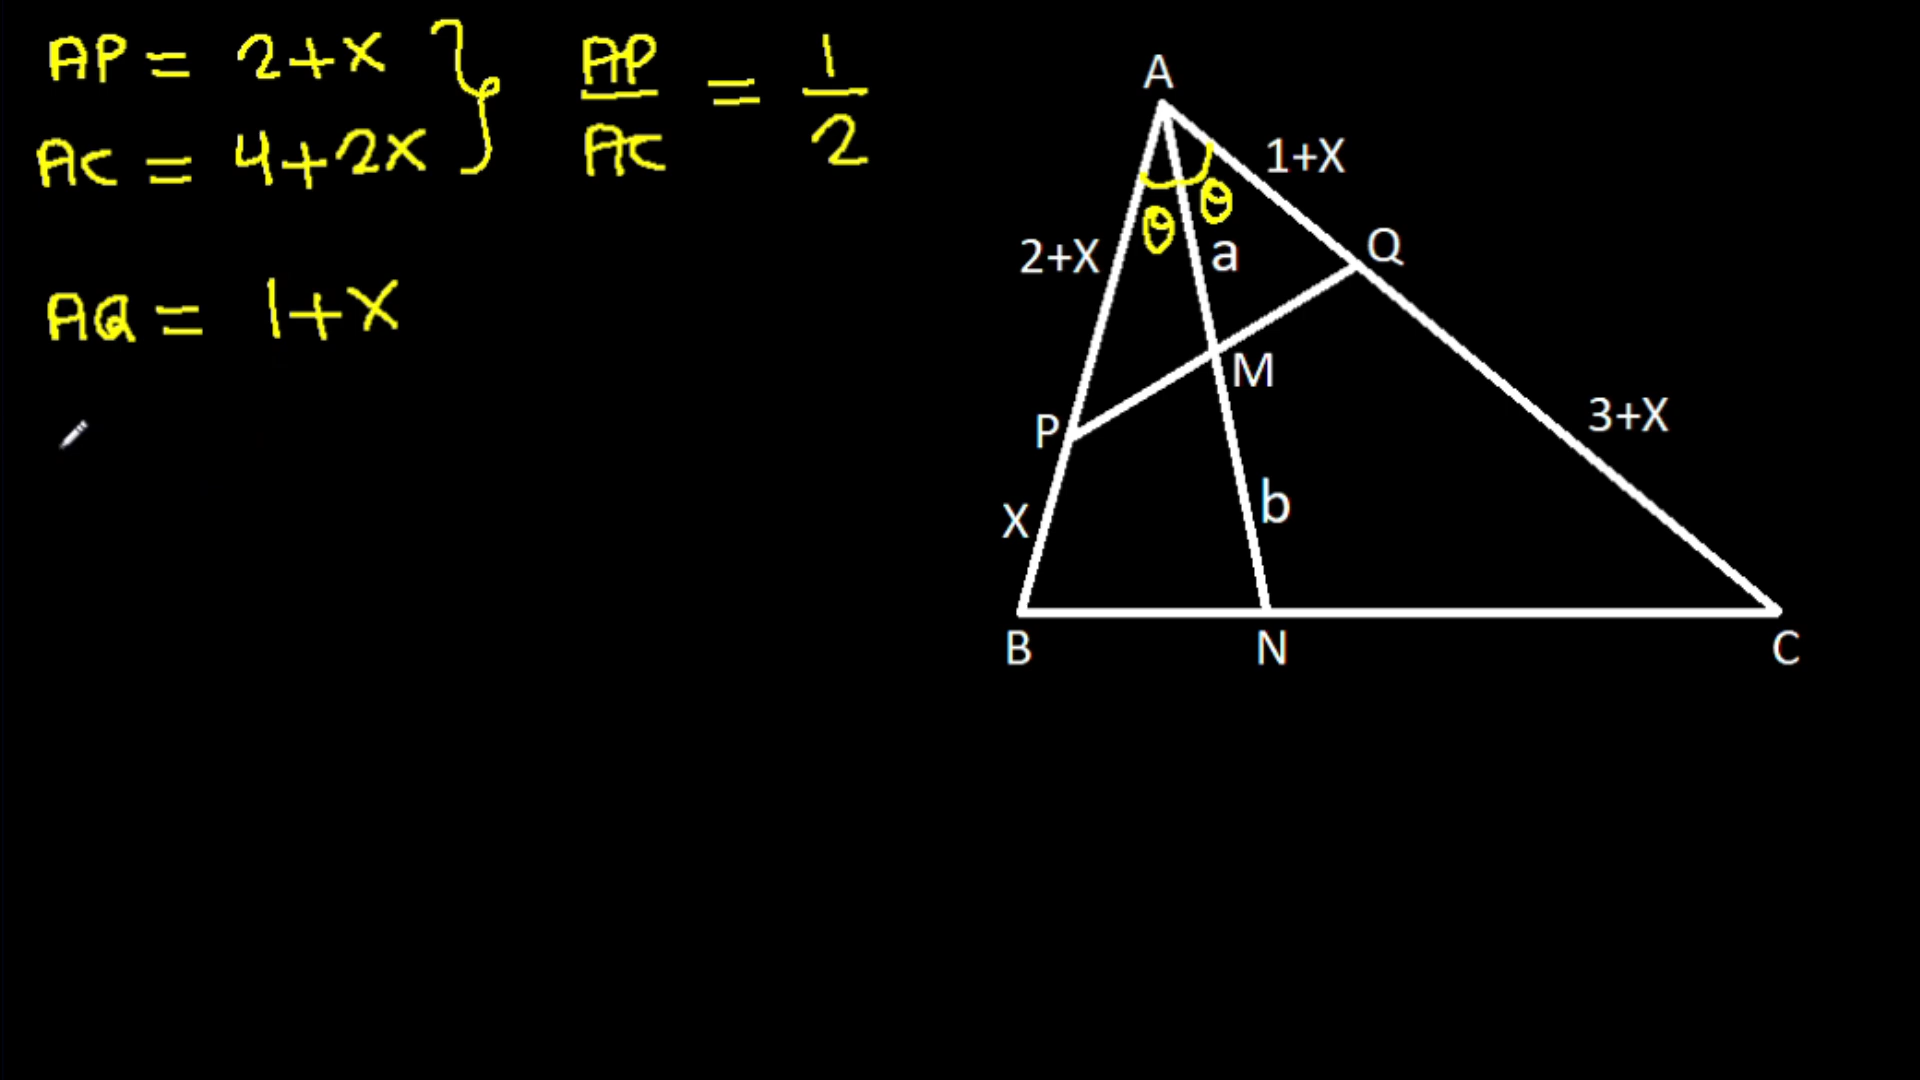 AP = 2+x } AP/AC = 1/2
AC = 4+2x
AQ = 1+x
A
1+X
θ θ
2+X
a
Q
M
P
3+X
X
b
B N C